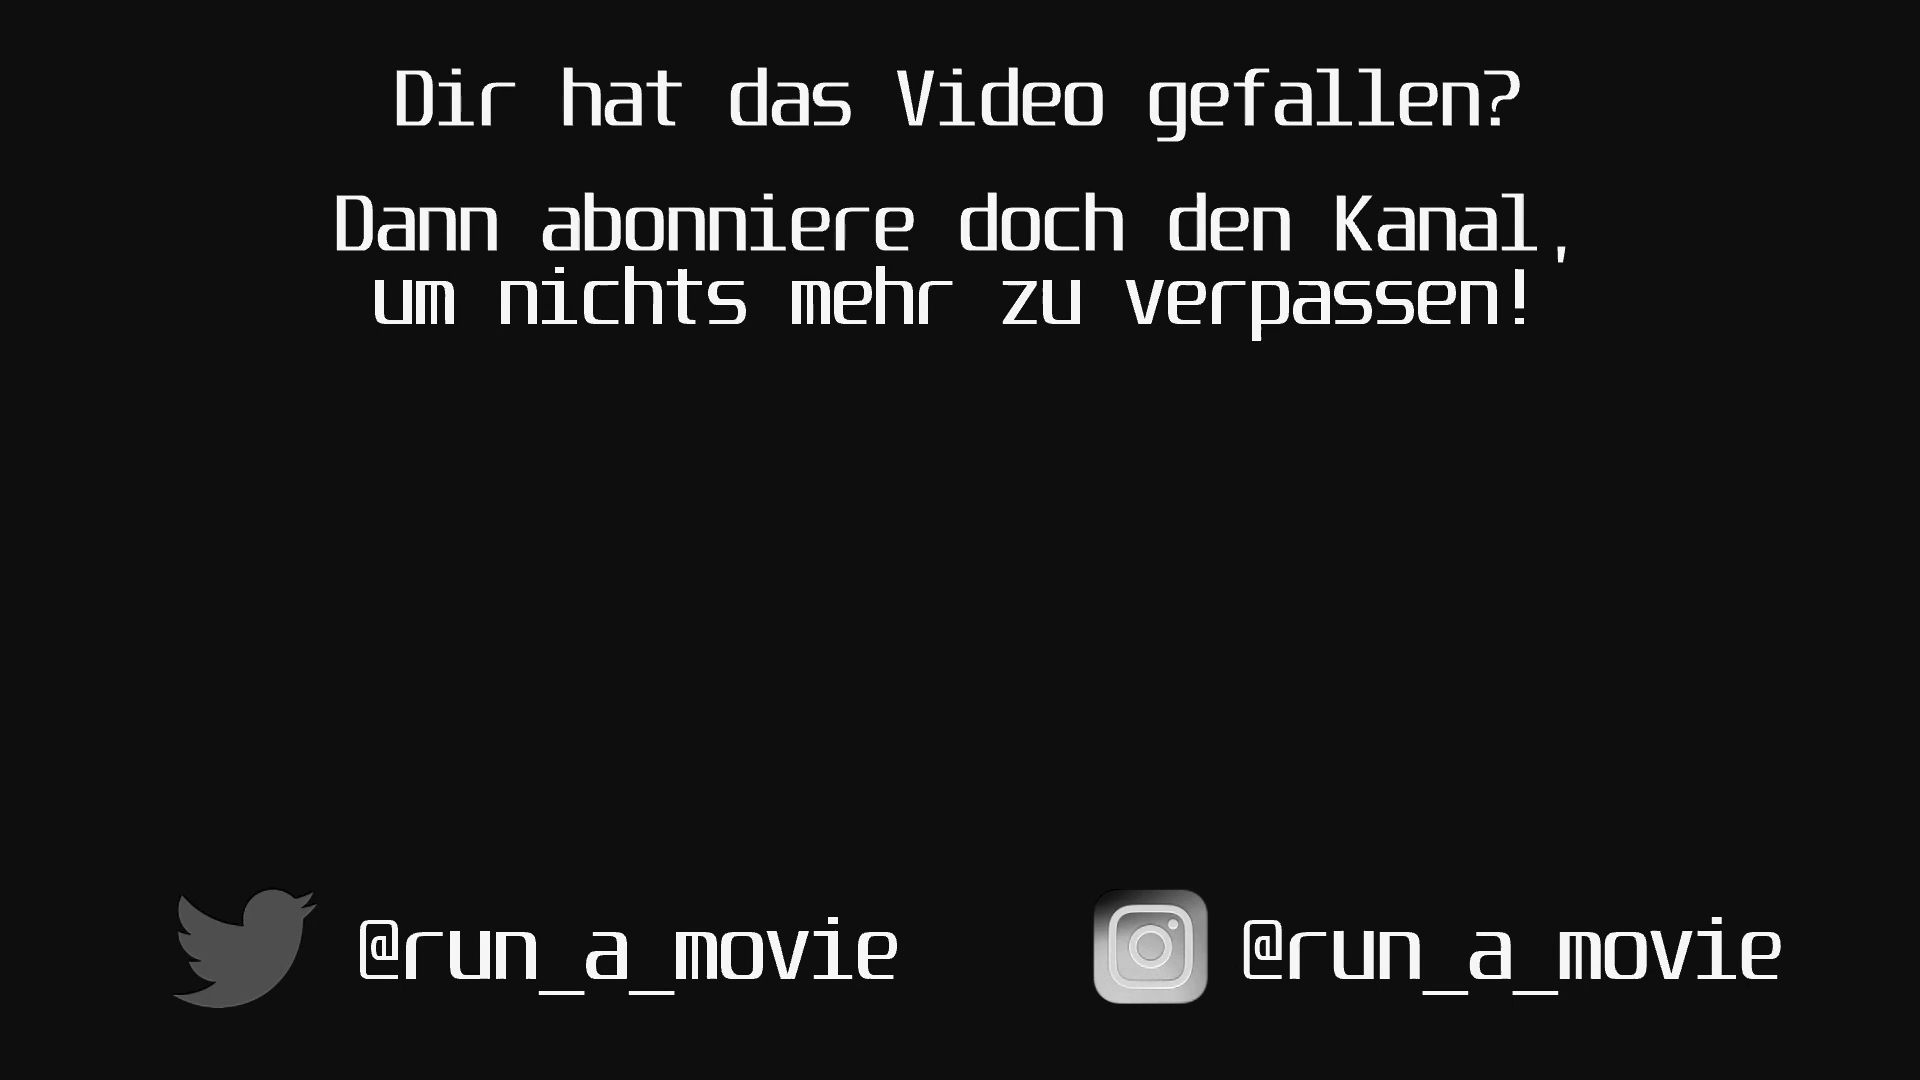 Dir hat das Video gefallen?
Dann abonniere doch den Kanal,
um nichts mehr zu verpassen!
@run_a_movie
@run_a_movie